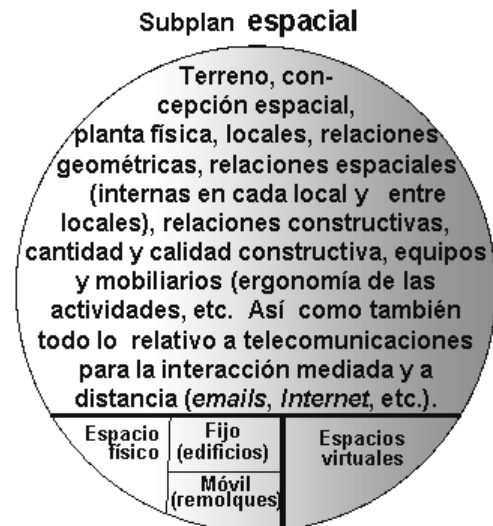 Subplan espacial
Terreno, con-
cepción espacial,
planta física, locales, relaciones
geométricas, relaciones espaciales
(internas en cada local y entre
locales), relaciones constructivas,
cantidad y calidad constructiva, equipos
y mobiliarios (ergonomía de las
actividades, etc. Así como también
todo lo relativo a telecomunicaciones
para la interacción mediada y a
distancia (emails, Internet, etc.).
Espacio
físico
Fijo
(edificios)
Móvil
(remolques)
Espacios
virtuales